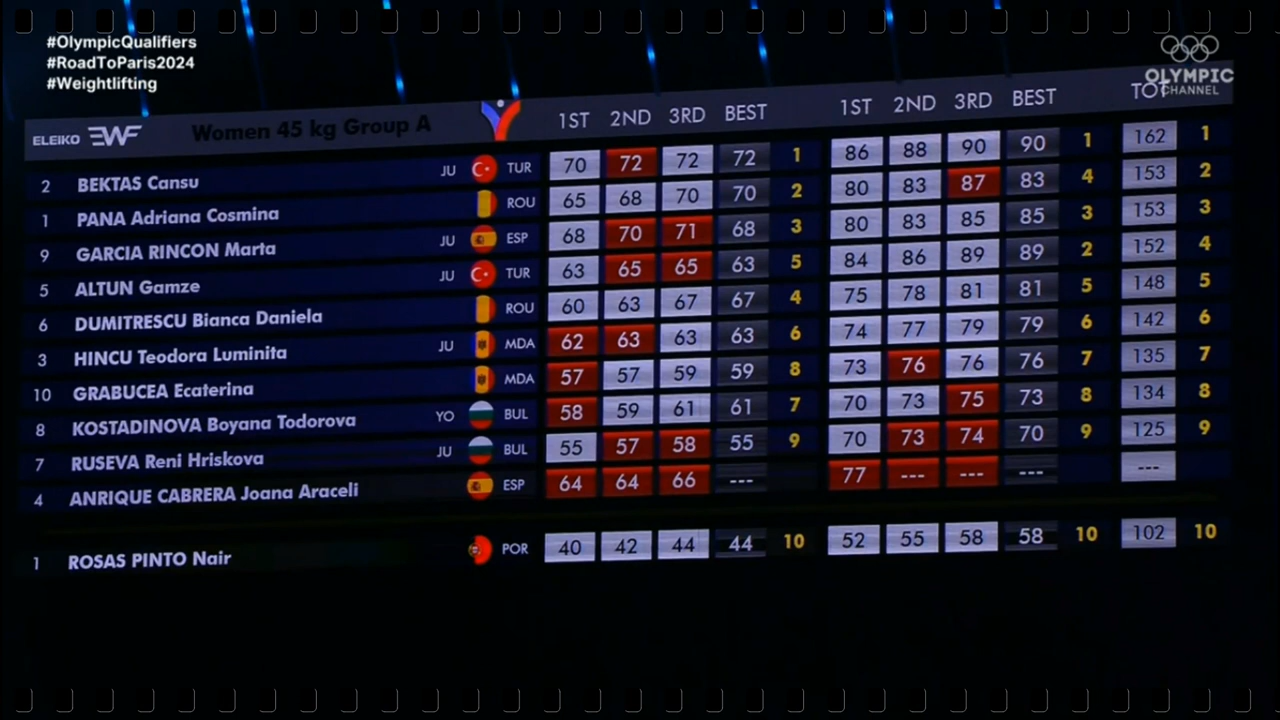 #OlympicQualifiers
#RoadToParis2024
#Weightlifting
OLYMPIC
CHANNEL
ELEIKO EWF Women 45 kg Group A 1ST 2ND 3RD BEST 1ST 2ND 3RD BEST TOT
2 BEKTAS Cansu JU TUR 70 72 72 72 1 86 88 90 90 1 162 1
1 PANA Adriana Cosmina ROU 65 68 70 70 2 80 83 87 83 4 153 2
9 GARCIA RINCON Marta JU ESP 68 70 71 68 3 80 83 85 85 3 153 3
5 ALTUN Gamze JU TUR 63 65 65 63 5 84 86 89 89 2 152 4
6 DUMITRESCU Bianca Daniela ROU 60 63 67 67 4 75 78 81 81 5 148 5
3 HINCU Teodora Luminita JU MDA 62 63 63 63 6 74 77 79 79 6 142 6
10 GRABUCEA Ecaterina MDA 57 57 59 59 8 73 76 76 76 7 135 7
8 KOSTADINOVA Boyana Todorova YO BUL 58 59 61 61 7 70 73 75 73 8 134 8
7 RUSEVA Reni Hriskova JU BUL 55 57 58 55 9 70 73 74 70 9 125 9
4 ANRIQUE CABRERA Joana Araceli ESP 64 64 66 --- 77 --- --- --- ---
1 ROSAS PINTO Nair POR 40 42 44 44 10 52 55 58 58 10 102 10